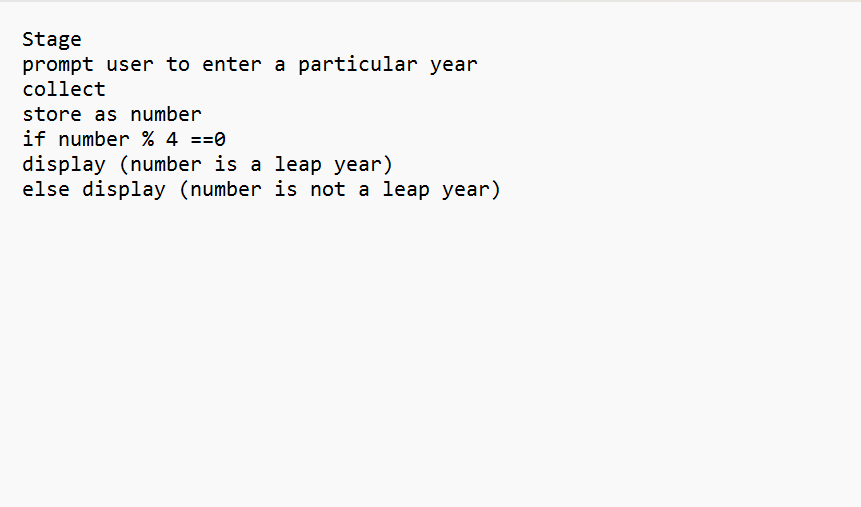 Stage
prompt user to enter a particular year
collect
store as number
if number % 4 ==0
display (number is a leap year)
else display (number is not a leap year)